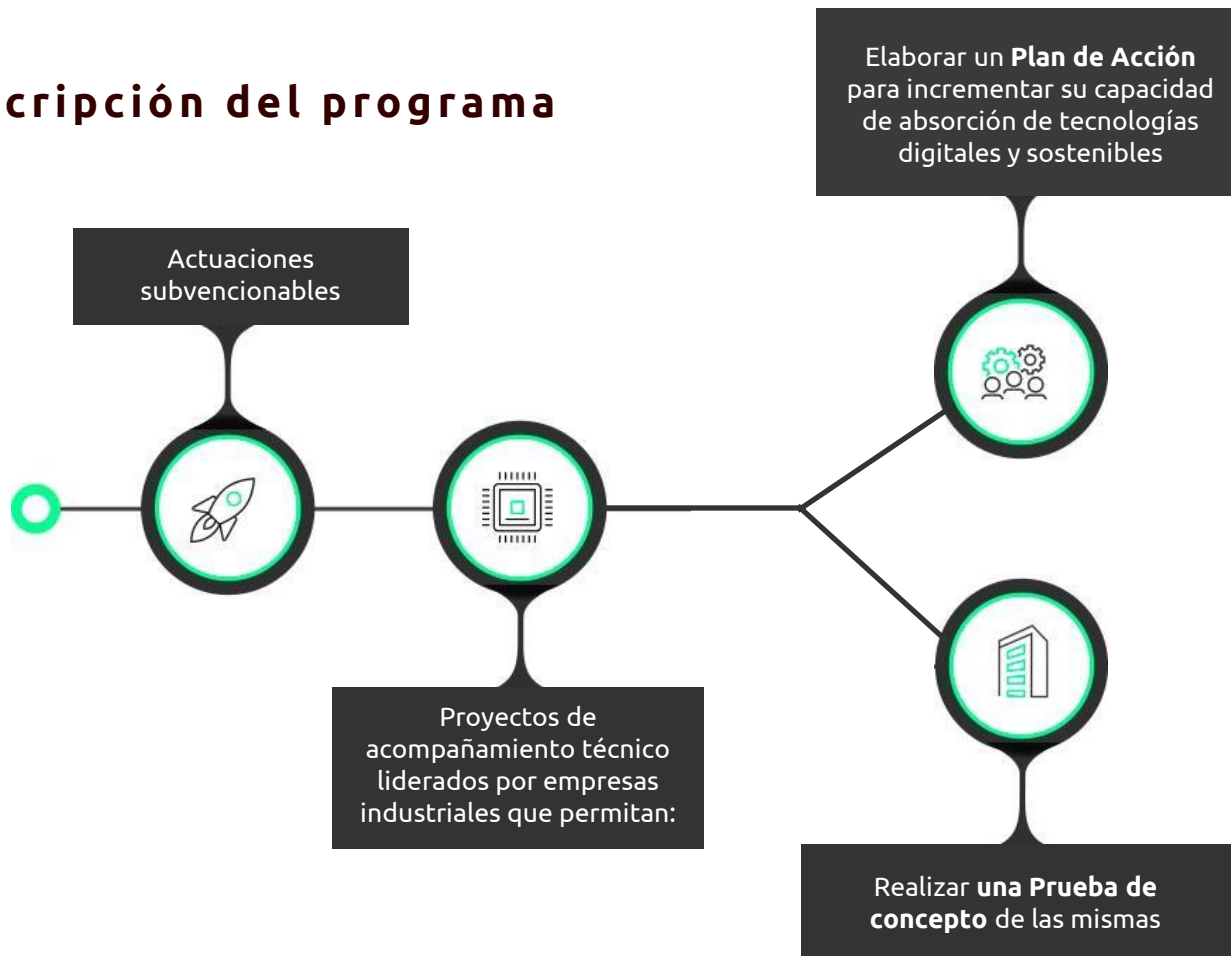 cripción del programa
Elaborar un Plan de Acción
para incrementar su capacidad
de absorción de tecnologías
digitales y sostenibles
Actuaciones
subvencionables
Proyectos de
acompañamiento técnico
liderados por empresas
industriales que permitan:
Realizar una Prueba de
concepto de las mismas